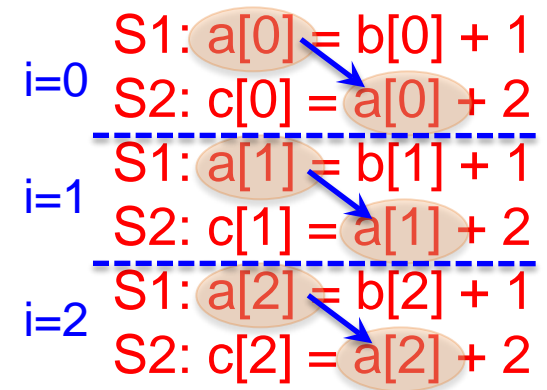 S1: a[0] = b[0] + 1
i=0
S2: c[0] = a[0] + 2
S1: a[1] = b[1] + 1
i=1
S2: c[1] = a[1] + 2
S1: a[2] = b[2] + 1
i=2
S2: c[2] = a[2] + 2